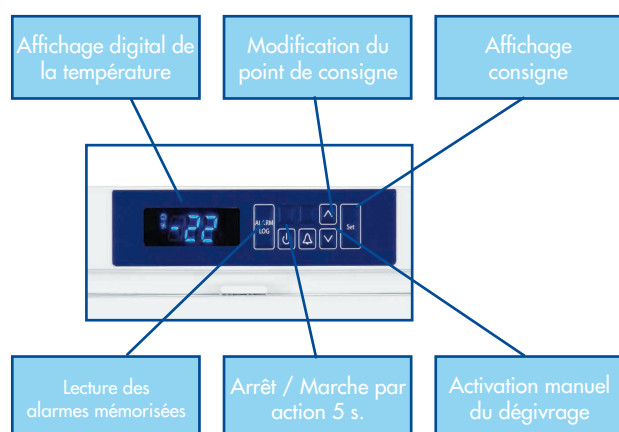 Affichage digital de
la température
Modification du
point de consigne
Affichage
consigne
-22
ALARM
LOG
Set
Lecture des
alarmes mémorisées
Arrêt / Marche par
action 5 s.
Activation manuel
du dégivrage